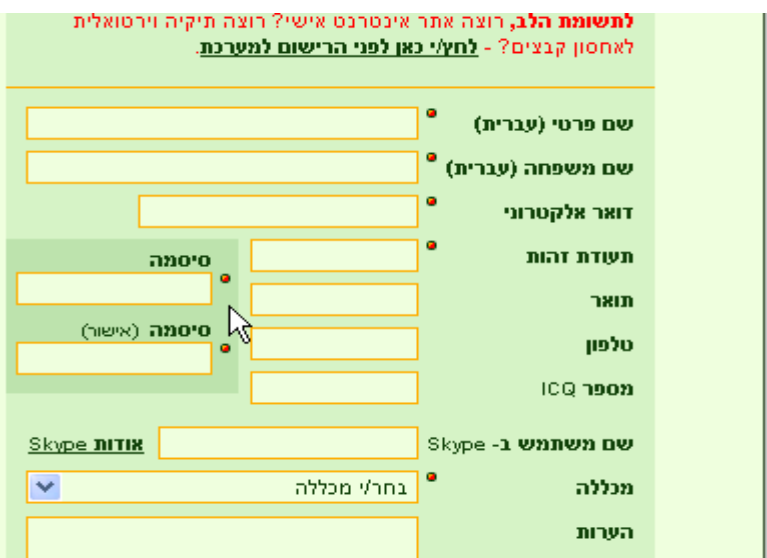 לתשומת הלב, רוצה אתר אינטרנט אישי? רוצה תיקיה וירטואלית
לאחסון קבצים? - לחץ/י כאן לפני הרישום למערכת.
שם פרטי (עברית)
שם משפחה (עברית)
דואר אלקטרוני
תעודת זהות
סיסמה
תואר
סיסמה (אישור)
טלפון
מספר ICQ
שם משתמש ב- Skype
אודות Skype
מכללה
בחר/י מכללה
הערות